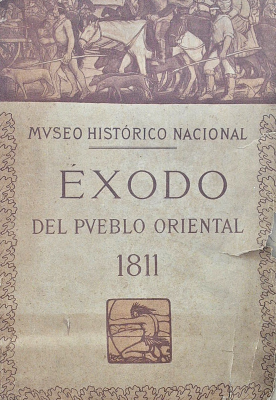 MVSEO HISTÓRICO NACIONAL
ÉXODO
DEL PVEBLO ORIENTAL
1811